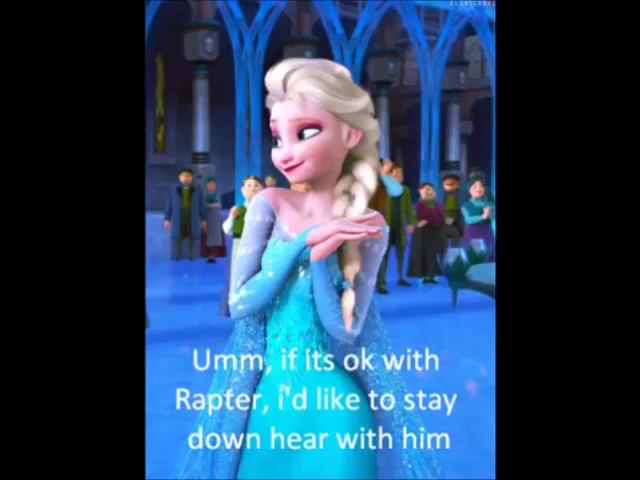 Umm, if its ok with
Rapter, i'd like to stay
down hear with him